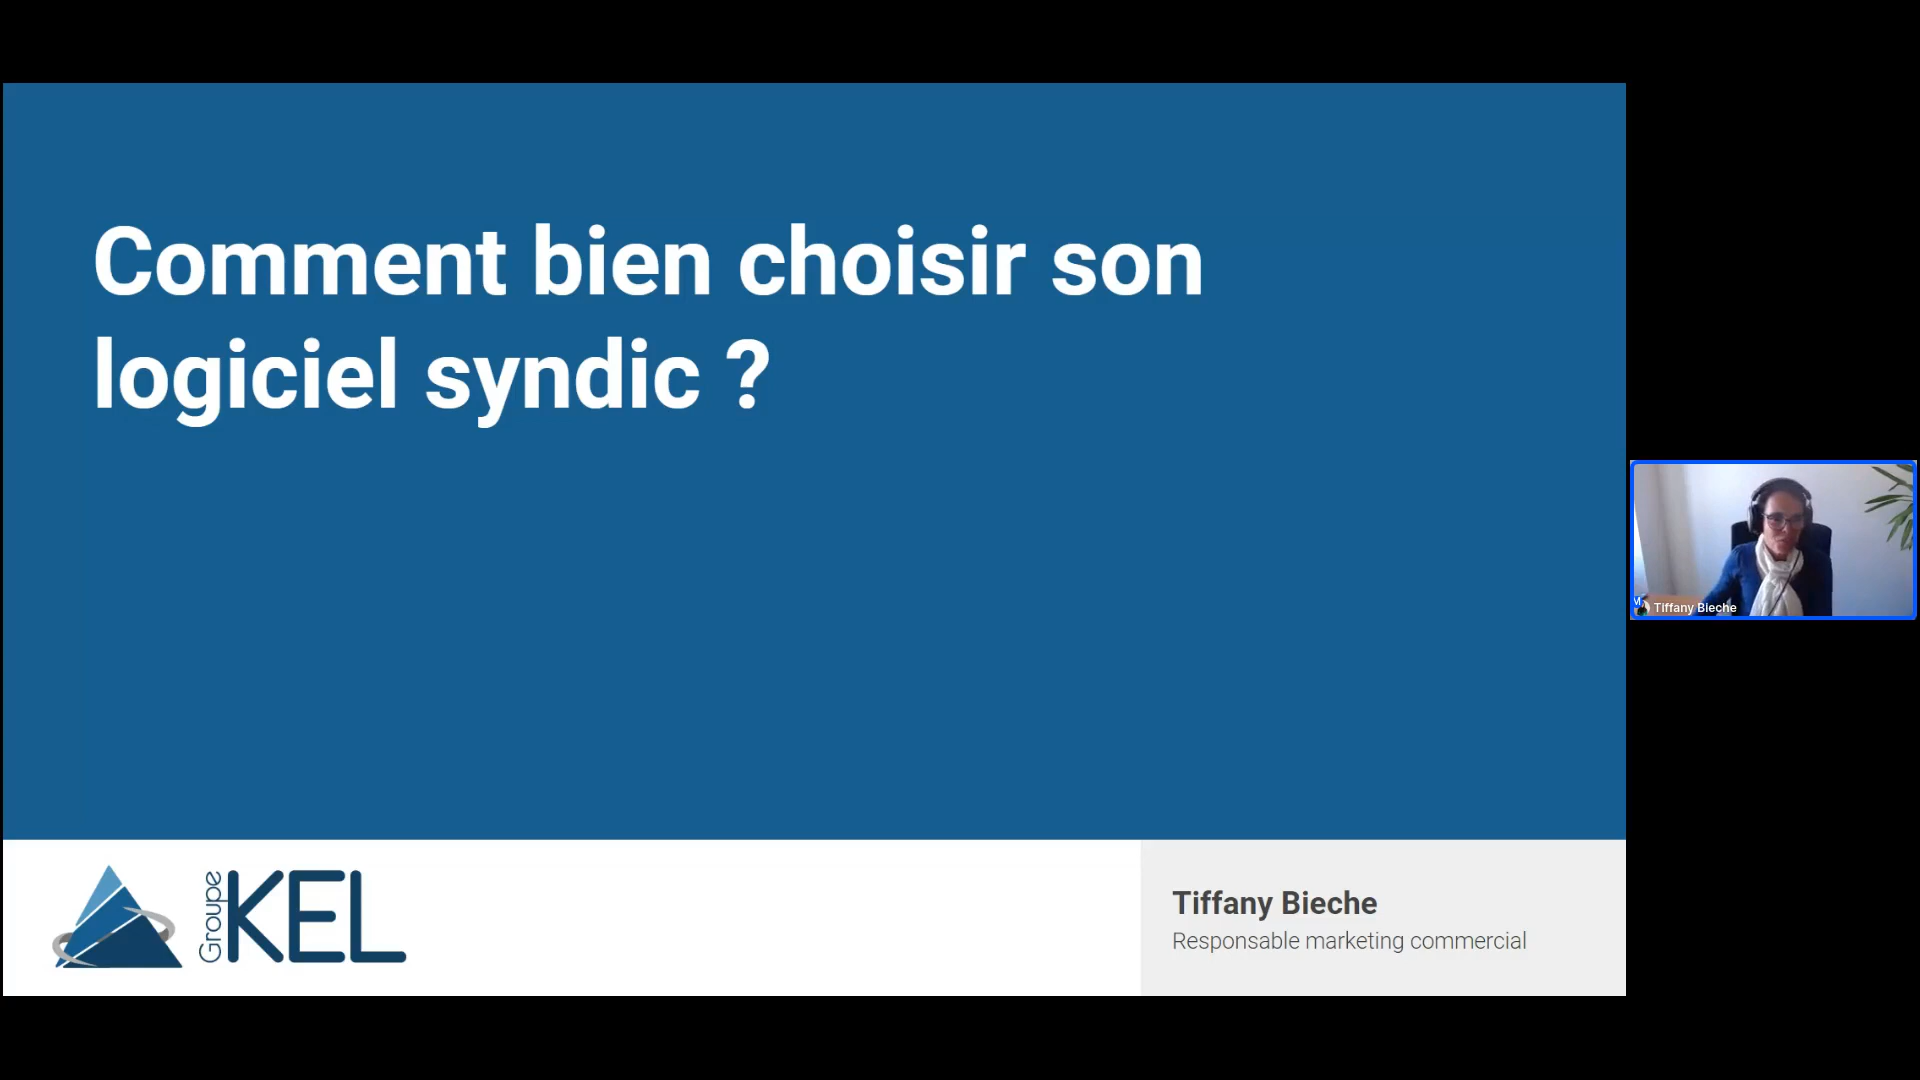 Comment bien choisir son
logiciel syndic ?
Tiffany Bieche
Groupe
KEL
Tiffany Bieche
Responsable marketing commercial